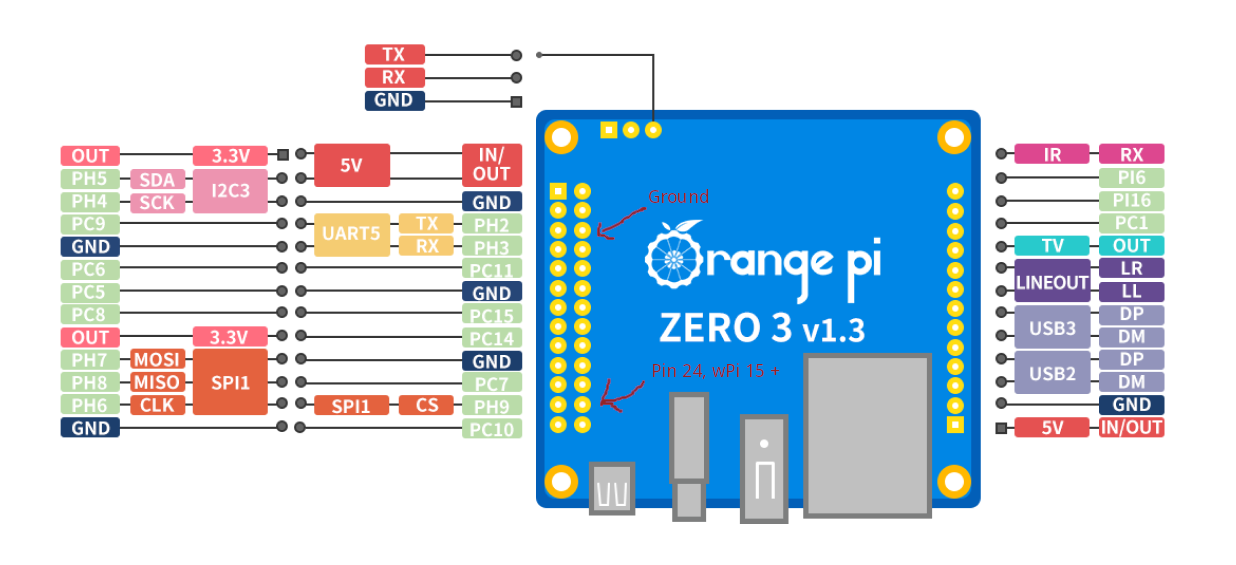 TX
RX
GND
OUT 3.3V 5V IN/OUT
PH5 SDA I2C3
PH4 SCK GND
PC9 UART5 TX PH2
GND RX PH3
PC6 PC11
PC5 GND
PC8 PC15
OUT 3.3V PC14
PH7 MOSI SPI1 GND
PH8 MISO PC7
PH6 CLK SPI1 CS PH9
GND PC10
Ground
Orange pi
ZERO 3 v1.3
Pin 24, wPi 15 +
IR RX
PI6
PI16
PC1
TV OUT
LINEOUT LR
LL
USB3 DP
DM
USB2 DP
DM
GND
5V IN/OUT